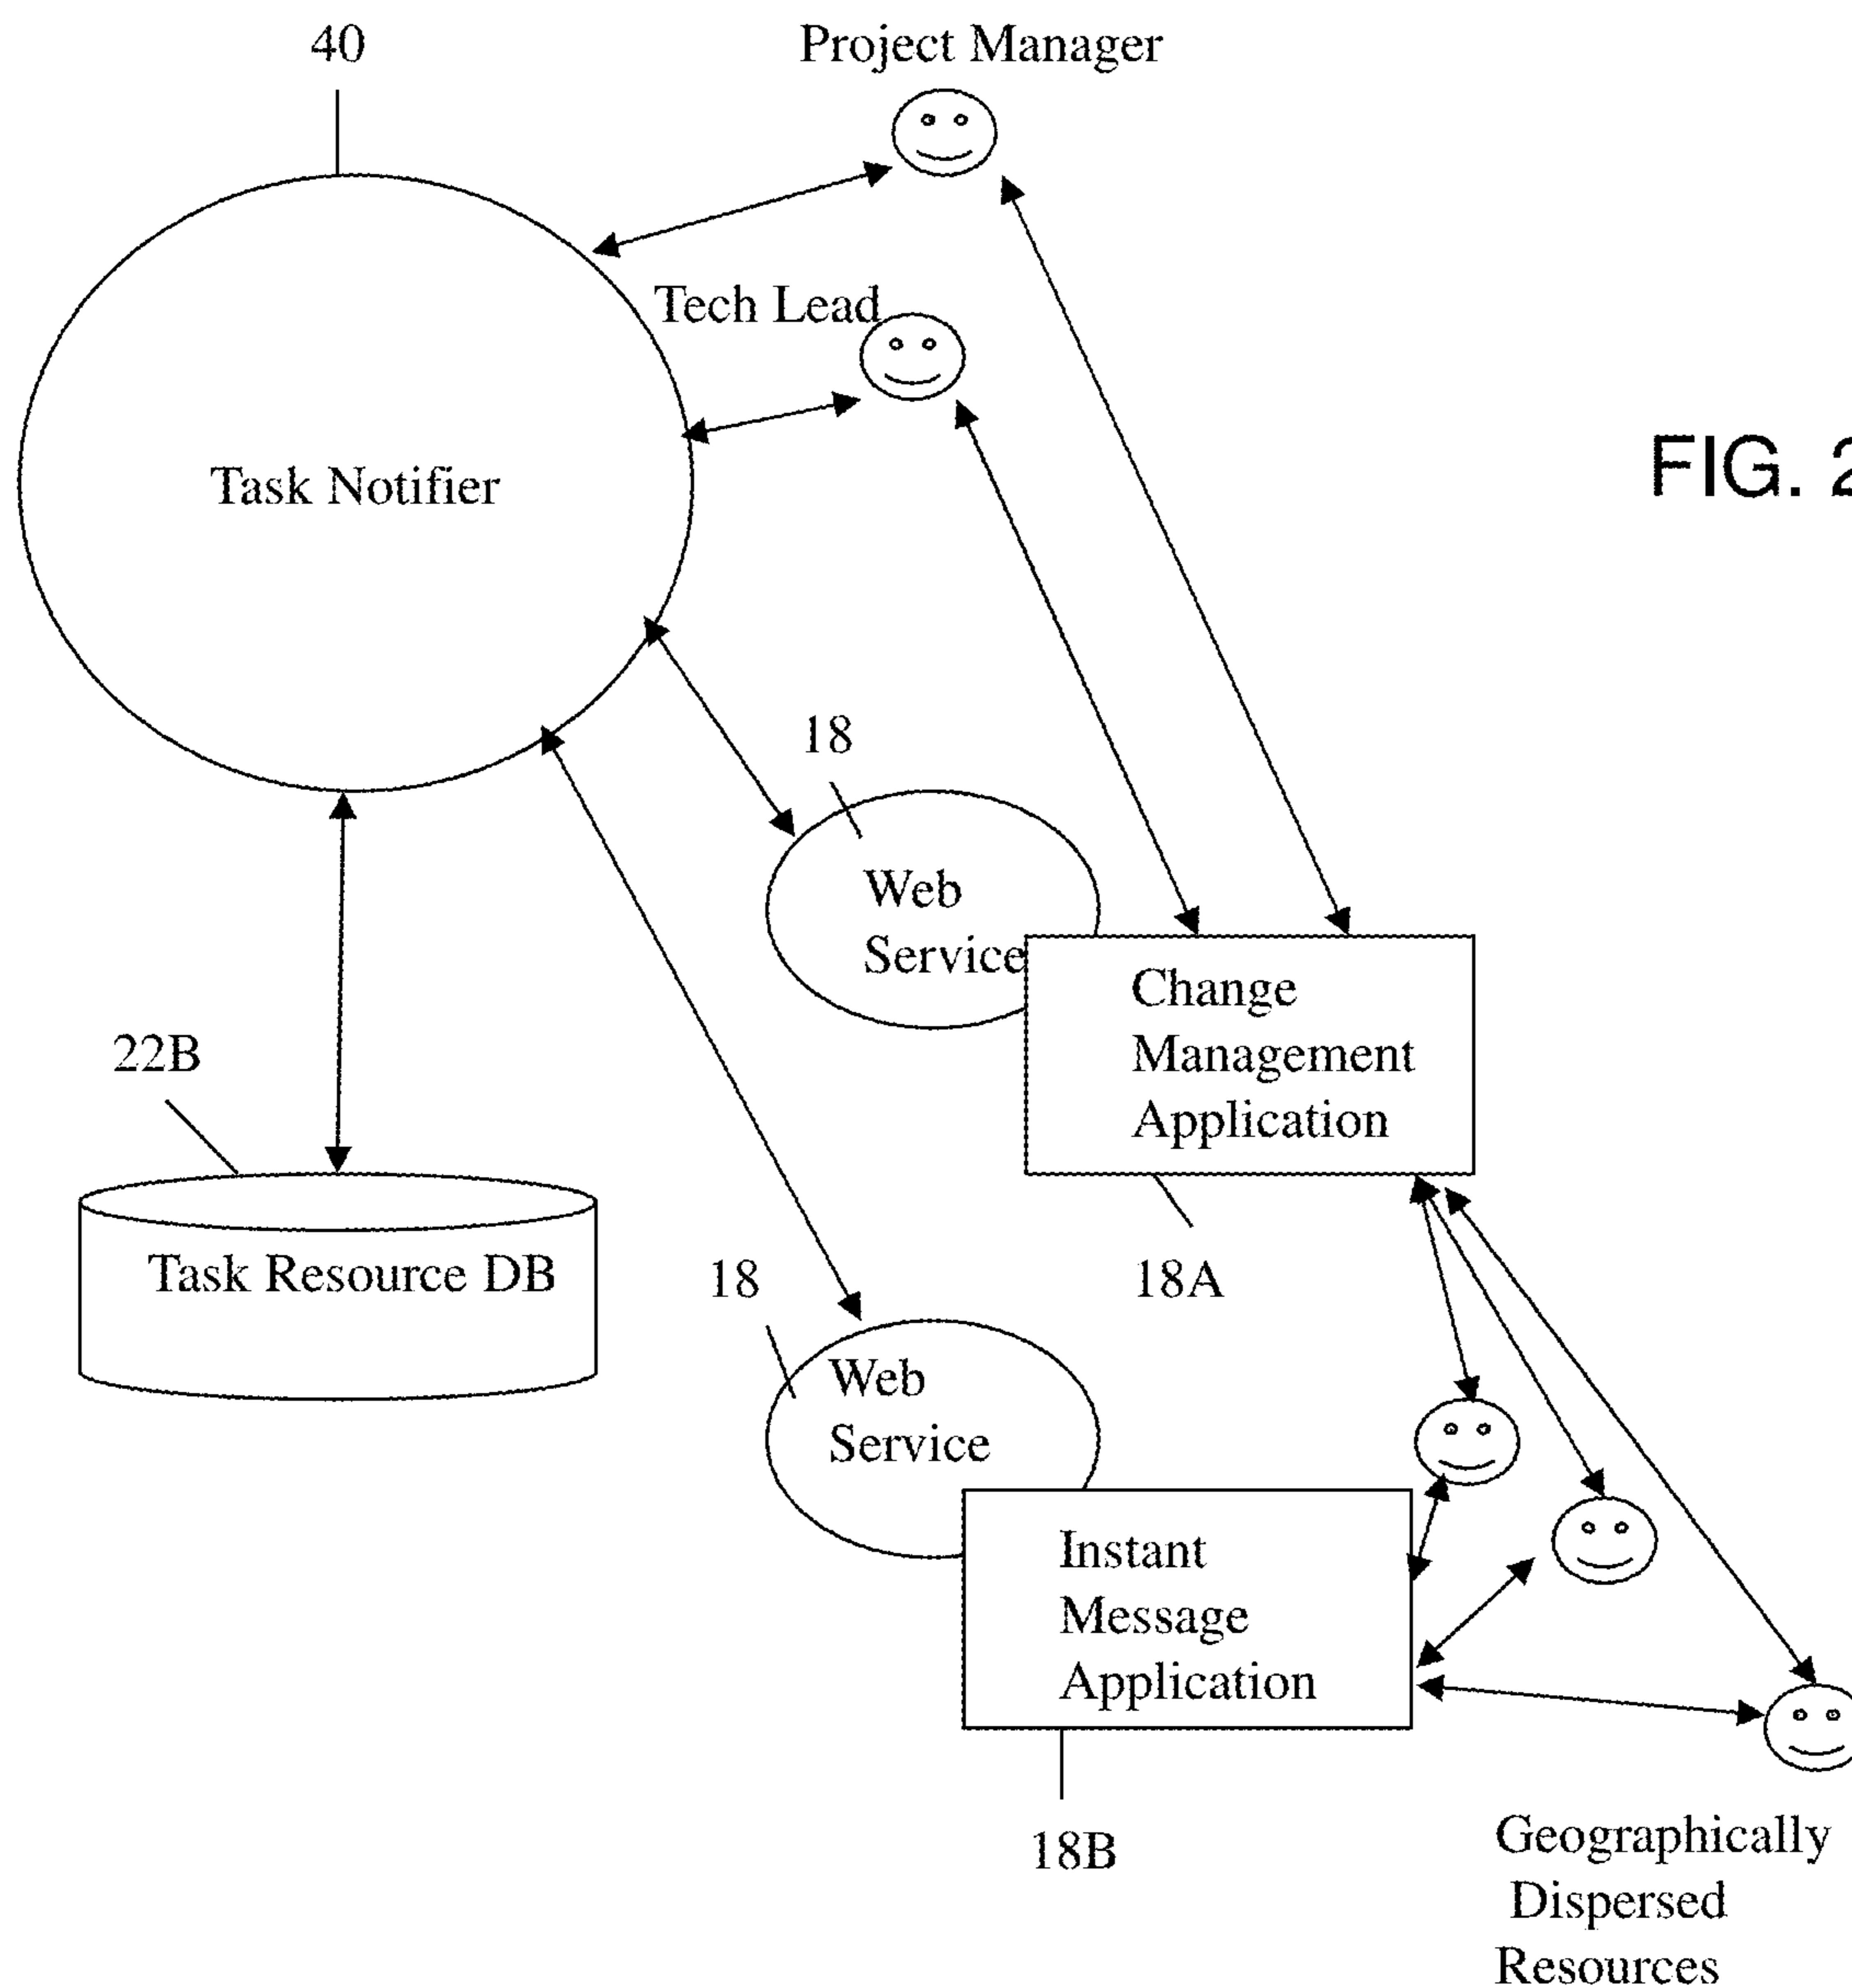 40
Project Manager
Tech Lead
FIG. 2
Task Notifier
18
Web
Service
Change
Management
Application
22B
Task Resource DB
18
18A
Web
Service
Instant
Message
Application
18B
Geographically
Dispersed
Resources